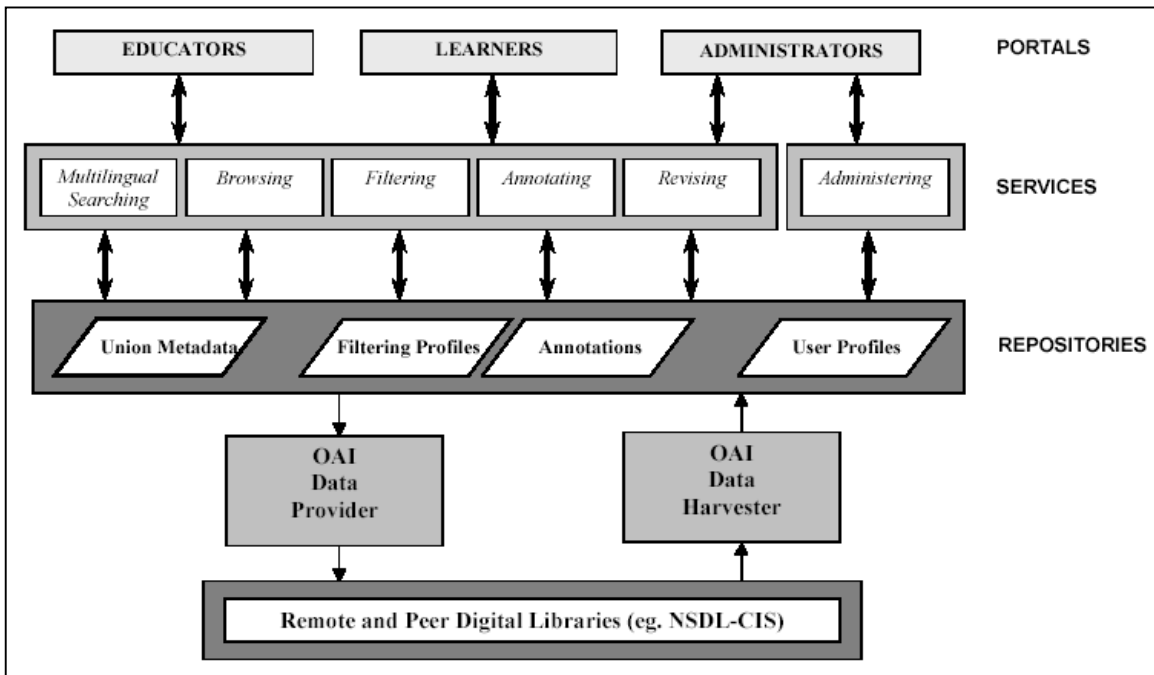 EDUCATORS
LEARNERS
ADMINISTRATORS
PORTALS
Multilingual
Searching
Browsing
Filtering
Annotating
Revising
Administering
SERVICES
Union Metadata
Filtering Profiles
Annotations
User Profiles
REPOSITORIES
OAI
Data
Provider
OAI
Data
Harvester
Remote and Peer Digital Libraries (eg. NSDL-CIS)